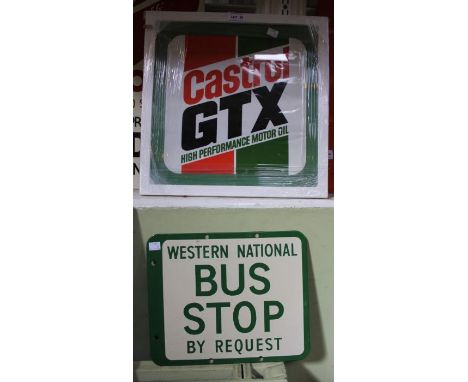 Castrol
GTX
HIGH PERFORMANCE MOTOR OIL
WESTERN NATIONAL
BUS
STOP
BY REQUEST